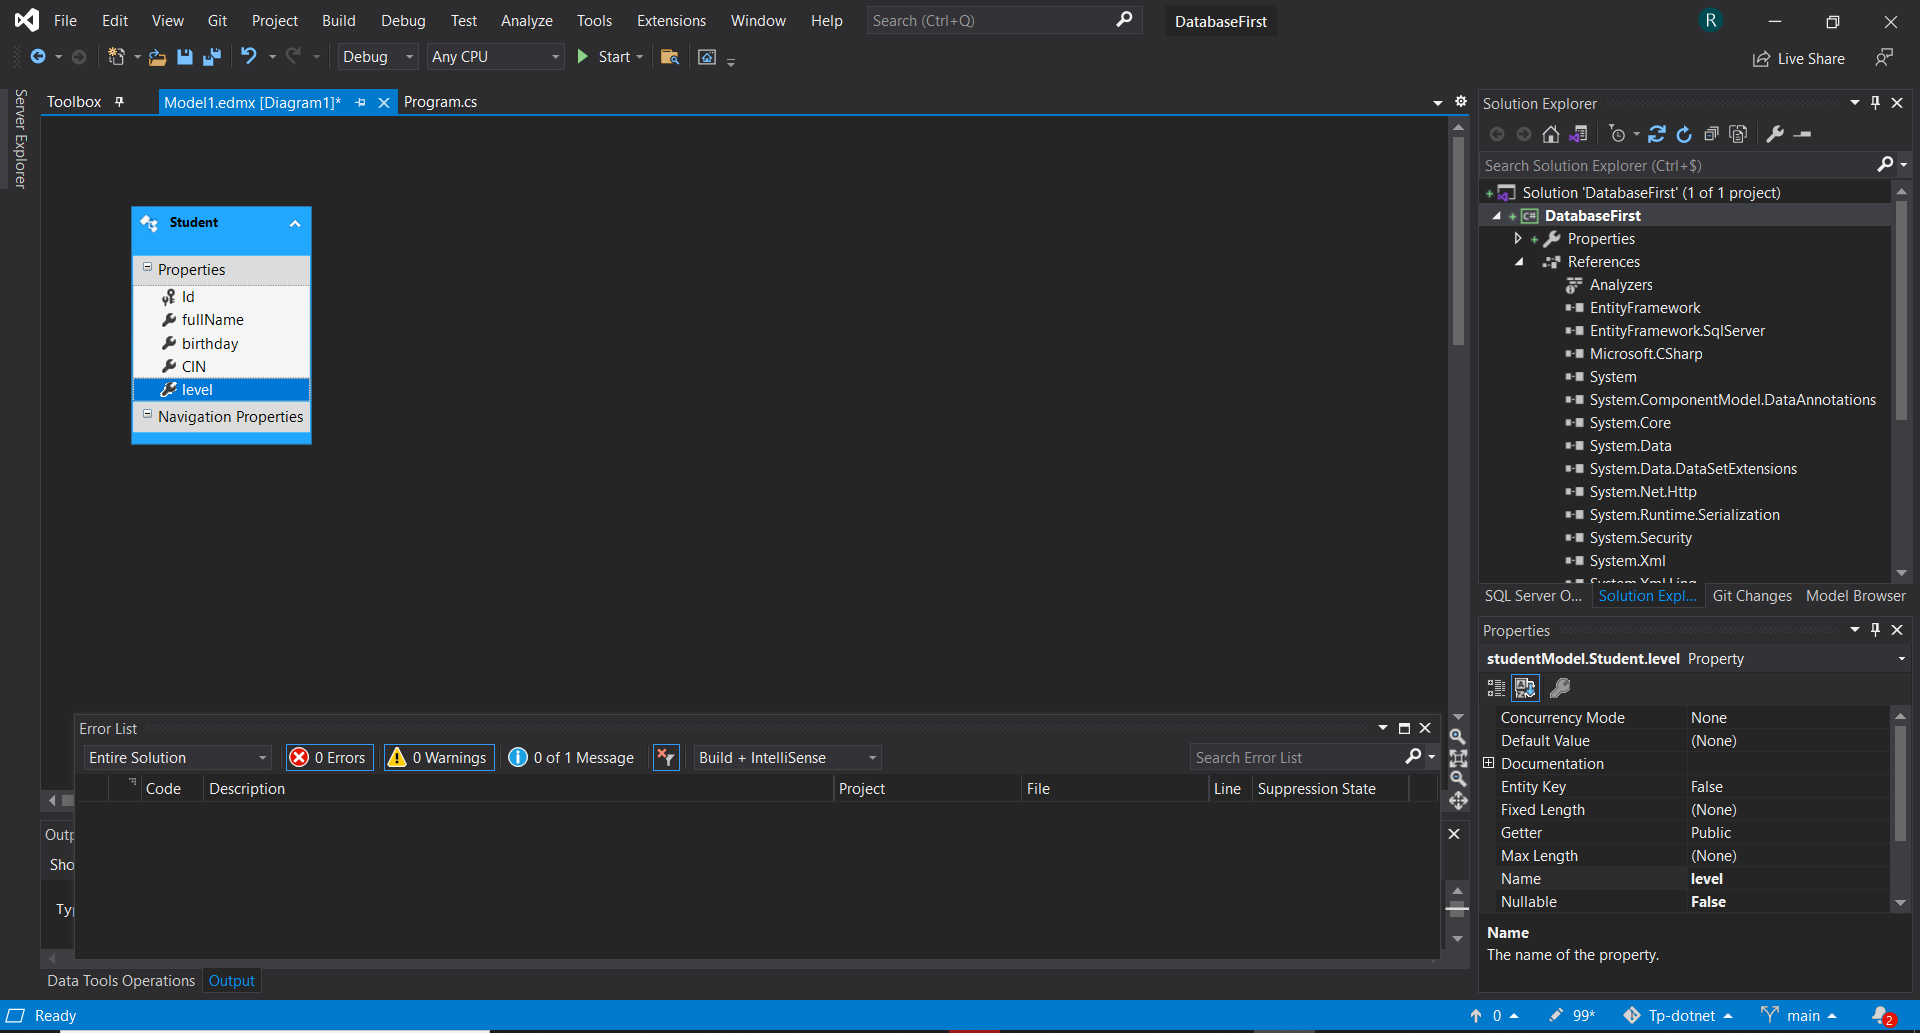 File Edit View Git Project Build Debug Test Analyze Tools Extensions Window Help Search (Ctrl+Q) DatabaseFirst R
Debug Any CPU Start Live Share
Server Explorer
Toolbox Model1.edmx [Diagram1]* Program.cs
Student
Properties
Id
fullName
birthday
CIN
level
Navigation Properties
Solution Explorer
Search Solution Explorer (Ctrl+$)
Solution 'DatabaseFirst' (1 of 1 project)
C# DatabaseFirst
Properties
References
Analyzers
EntityFramework
EntityFramework.SqlServer
Microsoft.CSharp
System
System.ComponentModel.DataAnnotations
System.Core
System.Data
System.Data.DataSetExtensions
System.Net.Http
System.Runtime.Serialization
System.Security
System.Xml
System.Xml.Linq
SQL Server O... Solution Expl... Git Changes Model Browser
Properties
studentModel.Student.level Property
Concurrency Mode None
Default Value (None)
Documentation
Entity Key False
Fixed Length (None)
Getter Public
Max Length (None)
Name level
Nullable False
Name
The name of the property.
Error List
Entire Solution 0 Errors 0 Warnings 0 of 1 Message Build + IntelliSense Search Error List
Code Description Project File Line Suppression State
Outp
Sho
Typ
Data Tools Operations Output
Ready 0 99* Tp-dotnet main 2